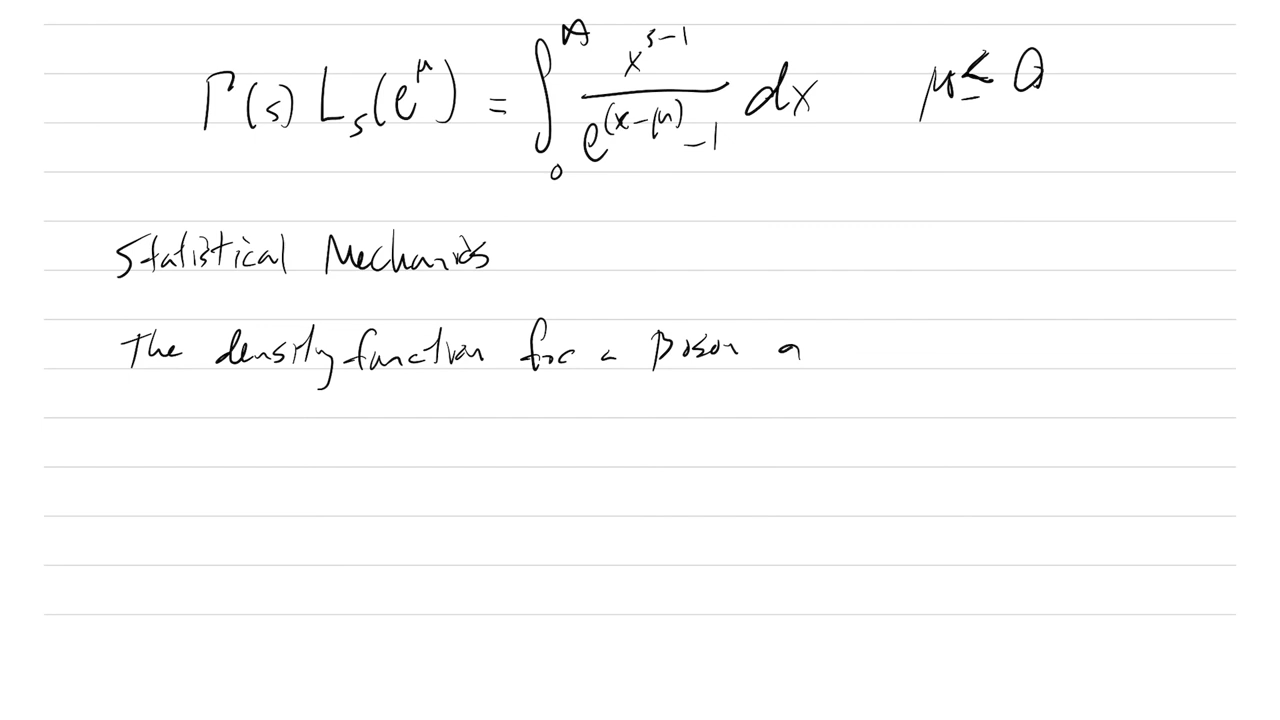 Γ(s) L_s(e^μ) = ∫_0^∞ x^{s-1} / (e^{(x-μ)} - 1) dx    μ ≤ 0
Statistical Mechanics
The density function for a Boson a